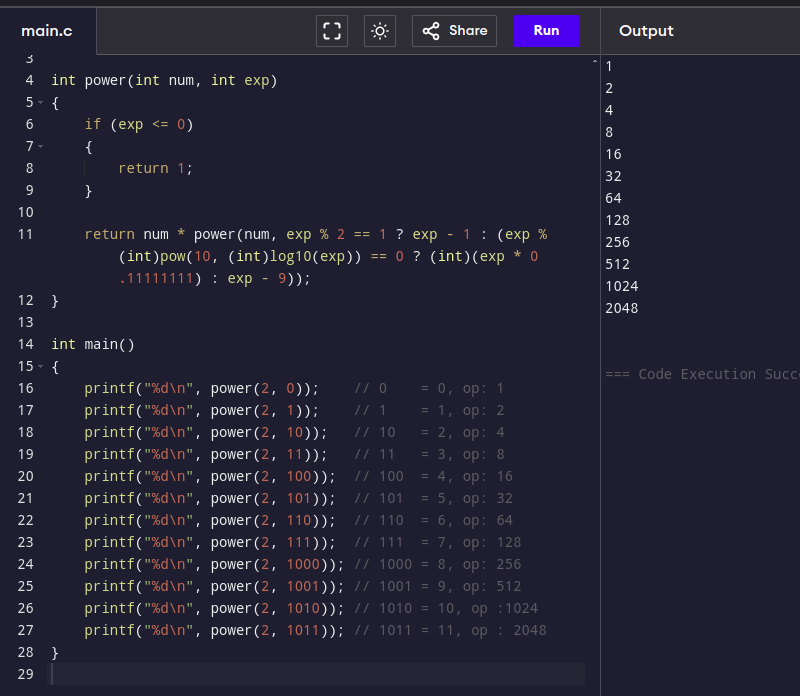 main.c
Share
Run
Output
3
4 int power(int num, int exp)
5 {
6 if (exp <= 0)
7 {
8 return 1;
9 }
10
11 return num * power(num, exp % 2 == 1 ? exp - 1 : (exp %
(int)pow(10, (int)log10(exp)) == 0 ? (int)(exp * 0
.11111111) : exp - 9));
12 }
13
14 int main()
15 {
16 printf("%d\n", power(2, 0)); // 0 = 0, op: 1
17 printf("%d\n", power(2, 1)); // 1 = 1, op: 2
18 printf("%d\n", power(2, 10)); // 10 = 2, op: 4
19 printf("%d\n", power(2, 11)); // 11 = 3, op: 8
20 printf("%d\n", power(2, 100)); // 100 = 4, op: 16
21 printf("%d\n", power(2, 101)); // 101 = 5, op: 32
22 printf("%d\n", power(2, 110)); // 110 = 6, op: 64
23 printf("%d\n", power(2, 111)); // 111 = 7, op: 128
24 printf("%d\n", power(2, 1000)); // 1000 = 8, op: 256
25 printf("%d\n", power(2, 1001)); // 1001 = 9, op: 512
26 printf("%d\n", power(2, 1010)); // 1010 = 10, op :1024
27 printf("%d\n", power(2, 1011)); // 1011 = 11, op : 2048
28 }
29
1
2
4
8
16
32
64
128
256
512
1024
2048
=== Code Execution Succ